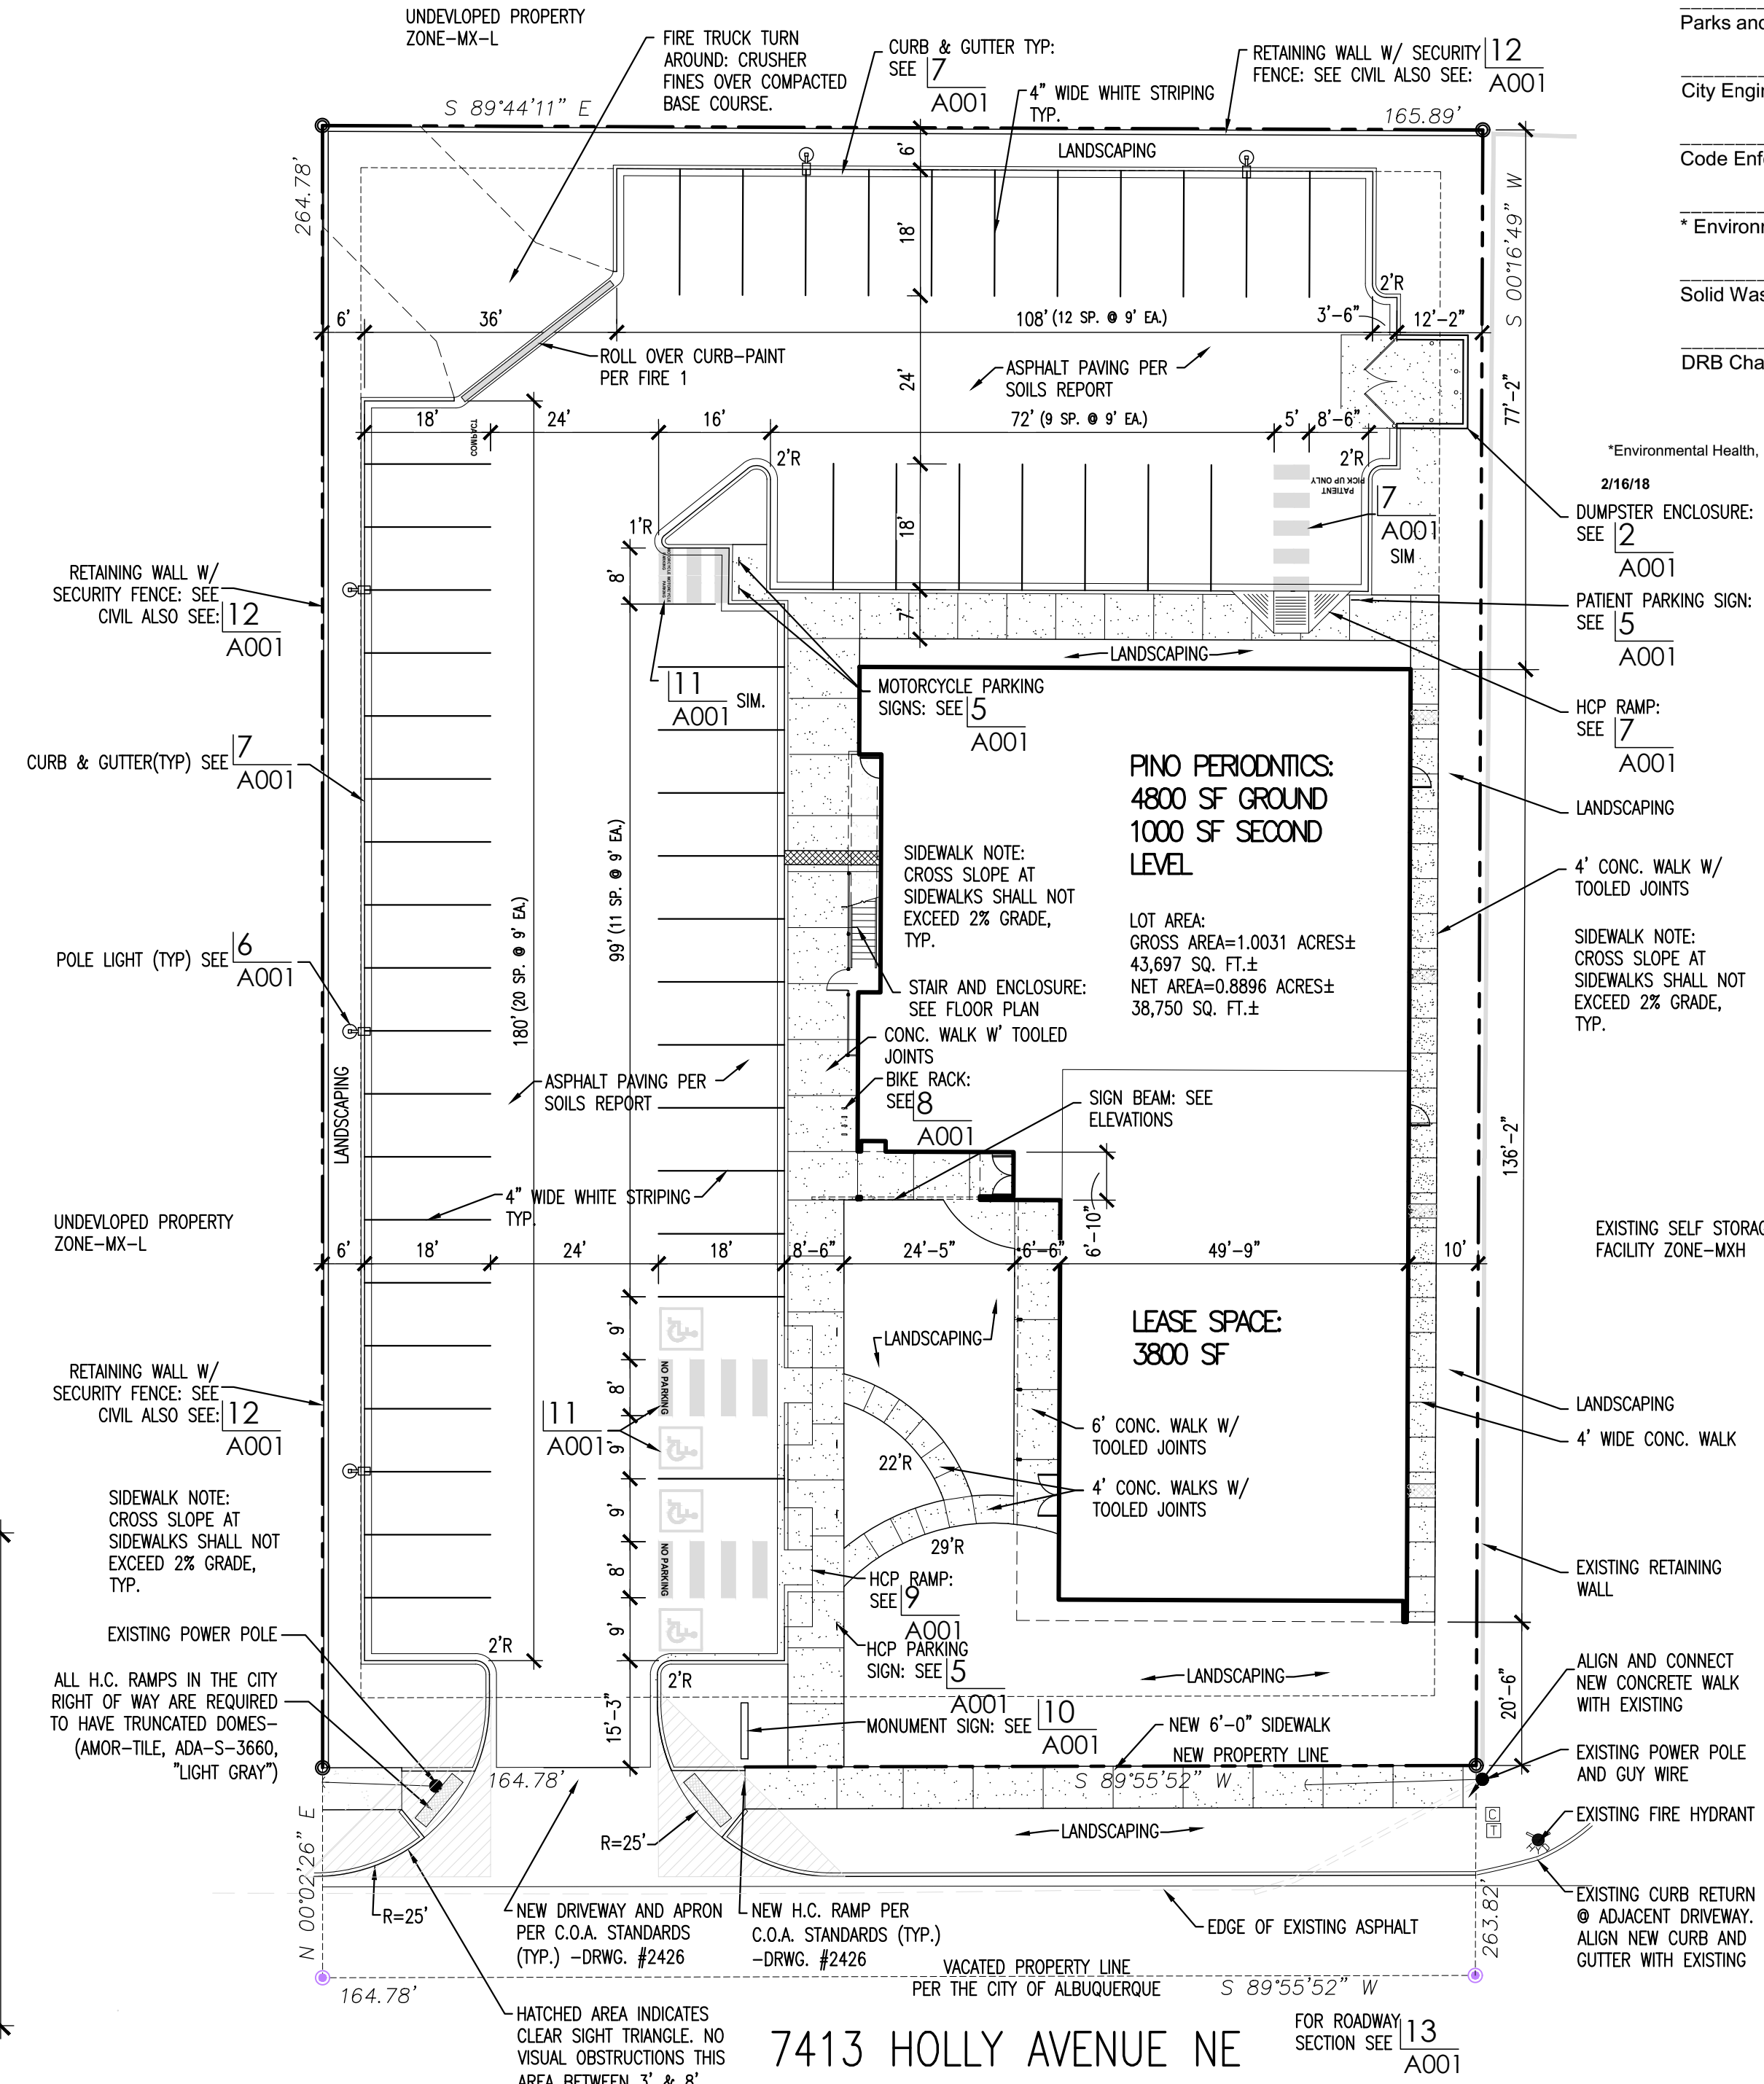 UNDEVLOPED PROPERTY
ZONE-MX-L
FIRE TRUCK TURN
AROUND: CRUSHER
FINES OVER COMPACTED
BASE COURSE.
CURB & GUTTER TYP:
SEE 7
A001
4" WIDE WHITE STRIPING
TYP.
RETAINING WALL W/ SECURITY
FENCE: SEE CIVIL ALSO SEE:
12
A001
Parks and
City Engin
Code Enf
* Environm
Solid Was
DRB Cha
*Environmental Health,
2/16/18
S 89°44'11" E
165.89'
264.78'
S 00°16'49" W
LANDSCAPING
6'
18'
2'R
6'
36'
108' (12 SP. @ 9' EA.)
3'-6"
12'-2"
ROLL OVER CURB-PAINT
PER FIRE 1
ASPHALT PAVING PER
SOILS REPORT
24'
77'-2"
18'
COMPACT
24'
16'
72' (9 SP. @ 9' EA.)
5'
8'-6"
2'R
2'R
PATIENT
PICK UP ONLY
7
A001
SIM
DUMPSTER ENCLOSURE:
SEE 2
A001
1'R
18'
8'
MOTORCYCLE MOTORCYCLE
PARKING PARKING
7'
PATIENT PARKING SIGN:
SEE 5
A001
RETAINING WALL W/
SECURITY FENCE: SEE
CIVIL ALSO SEE: 12
A001
LANDSCAPING
11
A001
SIM.
MOTORCYCLE PARKING
SIGNS: SEE 5
A001
HCP RAMP:
SEE 7
A001
CURB & GUTTER(TYP) SEE 7
A001
PINO PERIODNTICS:
4800 SF GROUND
1000 SF SECOND
LEVEL
LANDSCAPING
SIDEWALK NOTE:
CROSS SLOPE AT
SIDEWALKS SHALL NOT
EXCEED 2% GRADE,
TYP.
4' CONC. WALK W/
TOOLED JOINTS
LOT AREA:
GROSS AREA=1.0031 ACRES±
43,697 SQ. FT.±
NET AREA=0.8896 ACRES±
38,750 SQ. FT.±
SIDEWALK NOTE:
CROSS SLOPE AT
SIDEWALKS SHALL NOT
EXCEED 2% GRADE,
TYP.
POLE LIGHT (TYP) SEE 6
A001
180' (20 SP. @ 9' EA.)
99' (11 SP. @ 9' EA.)
STAIR AND ENCLOSURE:
SEE FLOOR PLAN
CONC. WALK W' TOOLED
JOINTS
BIKE RACK:
SEE 8
A001
ASPHALT PAVING PER
SOILS REPORT
LANDSCAPING
SIGN BEAM: SEE
ELEVATIONS
136'-2"
4" WIDE WHITE STRIPING
TYP.
UNDEVLOPED PROPERTY
ZONE-MX-L
6'-10"
EXISTING SELF STORAG
FACILITY ZONE-MXH
6'
18'
24'
18'
8'-6"
24'-5"
6'-6"
49'-9"
10'
LEASE SPACE:
3800 SF
LANDSCAPING
9'
8'
9'
9'
8'
9'
NO PARKING
NO PARKING
RETAINING WALL W/
SECURITY FENCE: SEE
CIVIL ALSO SEE: 12
A001
11
A001
LANDSCAPING
4' WIDE CONC. WALK
6' CONC. WALK W/
TOOLED JOINTS
22'R
4' CONC. WALKS W/
TOOLED JOINTS
29'R
SIDEWALK NOTE:
CROSS SLOPE AT
SIDEWALKS SHALL NOT
EXCEED 2% GRADE,
TYP.
EXISTING RETAINING
WALL
HCP RAMP:
SEE 9
A001
HCP PARKING
SIGN: SEE 5
A001
EXISTING POWER POLE
2'R
2'R
15'-3"
ALL H.C. RAMPS IN THE CITY
RIGHT OF WAY ARE REQUIRED
TO HAVE TRUNCATED DOMES-
(AMOR-TILE, ADA-S-3660,
"LIGHT GRAY")
LANDSCAPING
20'-6"
ALIGN AND CONNECT
NEW CONCRETE WALK
WITH EXISTING
MONUMENT SIGN: SEE 10
A001
NEW 6'-0" SIDEWALK
NEW PROPERTY LINE
S 89°55'52" W
164.78'
EXISTING POWER POLE
AND GUY WIRE
C
T
EXISTING FIRE HYDRANT
LANDSCAPING
R=25'
R=25'
N 00°02'26" E
263.82'
NEW DRIVEWAY AND APRON
PER C.O.A. STANDARDS
(TYP.) -DRWG. #2426
NEW H.C. RAMP PER
C.O.A. STANDARDS (TYP.)
-DRWG. #2426
EDGE OF EXISTING ASPHALT
EXISTING CURB RETURN
@ ADJACENT DRIVEWAY.
ALIGN NEW CURB AND
GUTTER WITH EXISTING
VACATED PROPERTY LINE
PER THE CITY OF ALBUQUERQUE
S 89°55'52" W
164.78'
HATCHED AREA INDICATES
CLEAR SIGHT TRIANGLE. NO
VISUAL OBSTRUCTIONS THIS
AREA BETWEEN 3' & 8'
7413 HOLLY AVENUE NE
FOR ROADWAY
SECTION SEE 13
A001